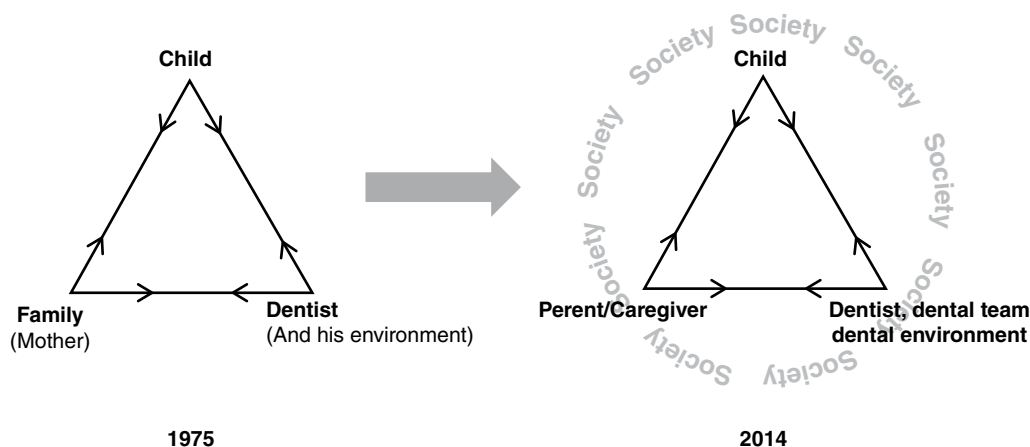 Child
Family
(Mother)
Dentist
(And his environment)
1975
Society
Society
Society
Society
Society
Society
Society
Society
Society
Child
Perent/Caregiver
Dentist, dental team
dental environment
2014